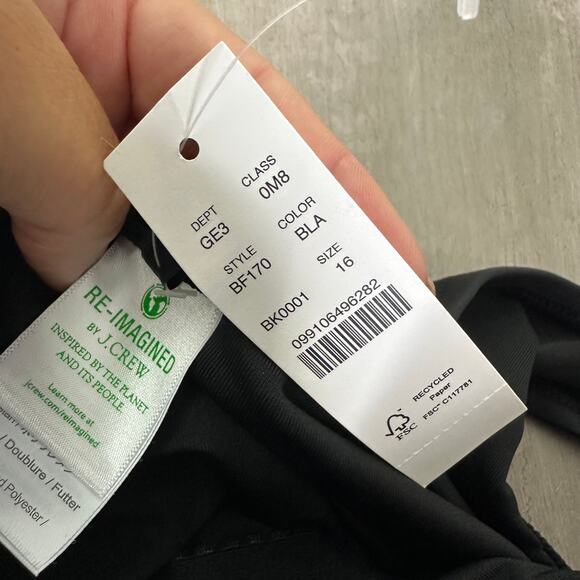 DEPT CLASS
GE3 0M8
STYLE COLOR
BF170 BLA
SIZE
BK0001 16
099106496282
RECYCLED
Paper
FSC® C117781
FSC
RE-IMAGINED
BY J.CREW
INSPIRED BY THE PLANET
AND ITS PEOPLE.
Learn more at
jcrew.com/reimagined
/ Doublure / Futter
Polyester /